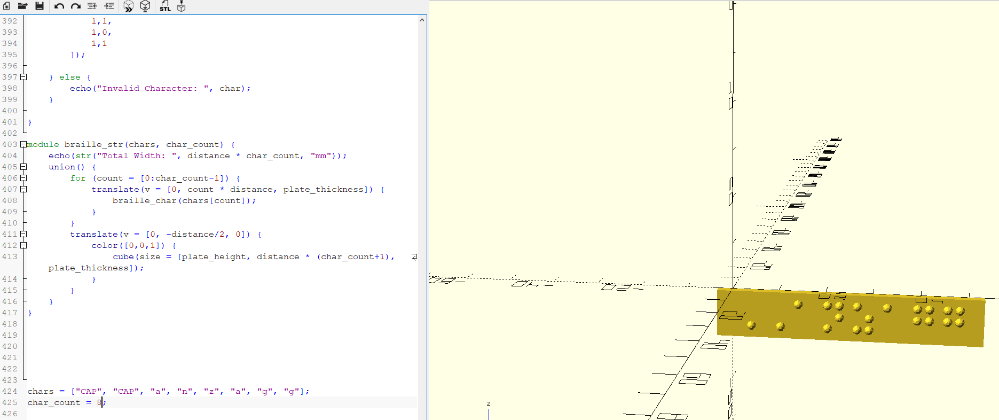 STL
392             1,1,
393             1,0,
394             1,1
395         ]);
396
397     } else {
398         echo("Invalid Character: ", char);
399     }
400
401 }
402
403 module braille_str(chars, char_count) {
404     echo(str("Total Width: ", distance * char_count, "mm"));
405     union() {
406         for (count = [0:char_count-1]) {
407             translate(v = [0, count * distance, plate_thickness]) {
408                 braille_char(chars[count]);
409             }
410         }
411         translate(v = [0, -distance/2, 0]) {
412             color([0,0,1]) {
413                 cube(size = [plate_height, distance * (char_count+1),
    plate_thickness]);
414             }
415         }
416     }
417 }
418
419
420
421
422
423
424 chars = ["CAP", "CAP", "a", "n", "z", "a", "g", "g"];
425 char_count = 8;
426
z